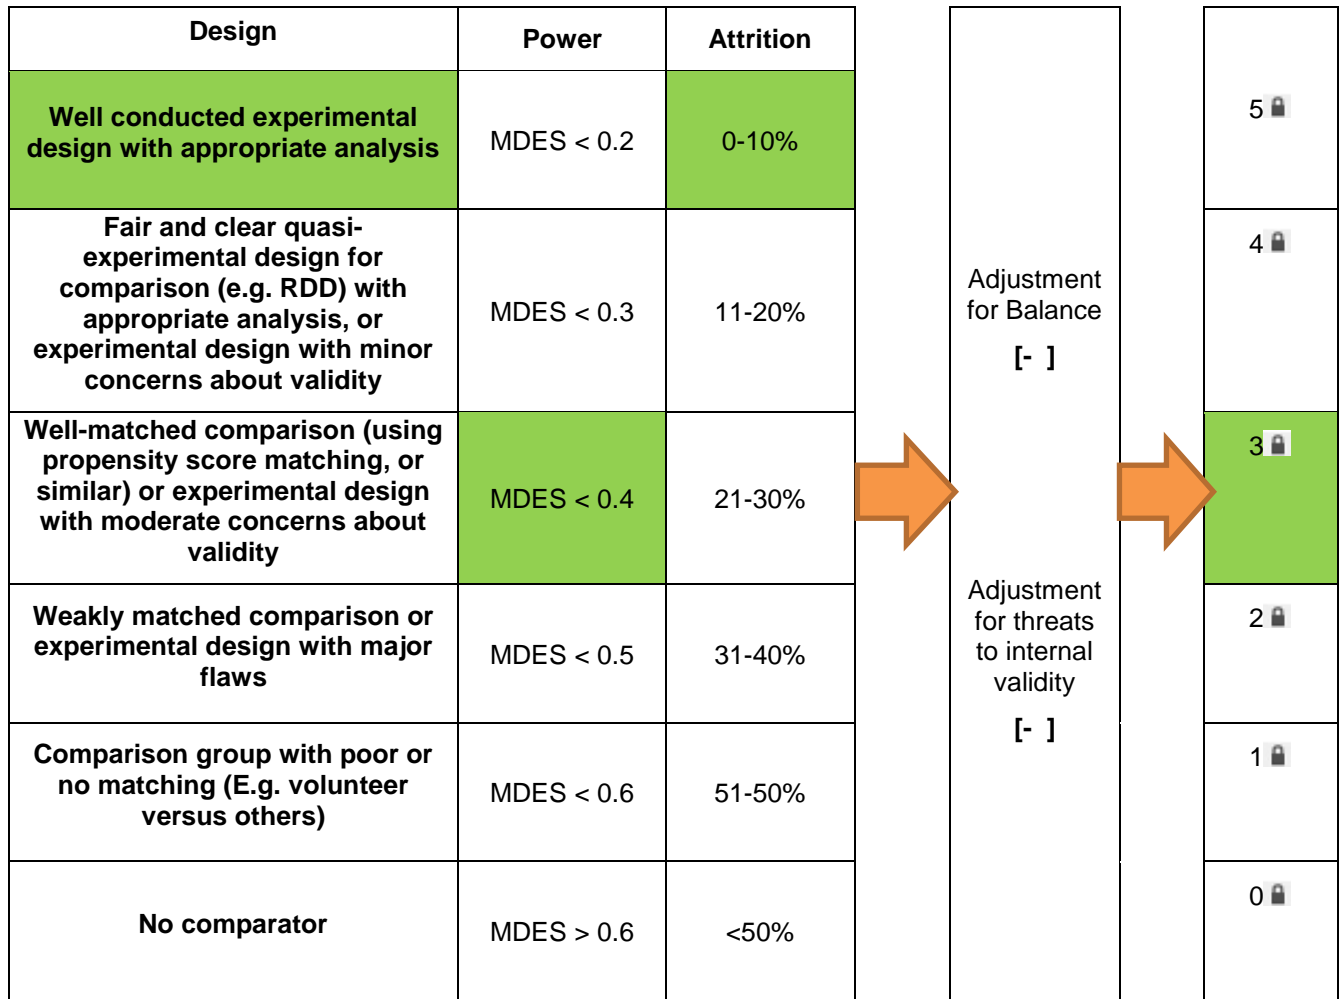 Design
Power
Attrition
Well conducted experimental
design with appropriate analysis
MDES < 0.2
0-10%
Fair and clear quasi-
experimental design for
comparison (e.g. RDD) with
appropriate analysis, or
experimental design with minor
concerns about validity
MDES < 0.3
11-20%
Well-matched comparison (using
propensity score matching, or
similar) or experimental design
with moderate concerns about
validity
MDES < 0.4
21-30%
Weakly matched comparison or
experimental design with major
flaws
MDES < 0.5
31-40%
Comparison group with poor or
no matching (E.g. volunteer
versus others)
MDES < 0.6
51-50%
No comparator
MDES > 0.6
<50%
Adjustment
for Balance
[- ]
Adjustment
for threats
to internal
validity
[- ]
5
4
3
2
1
0